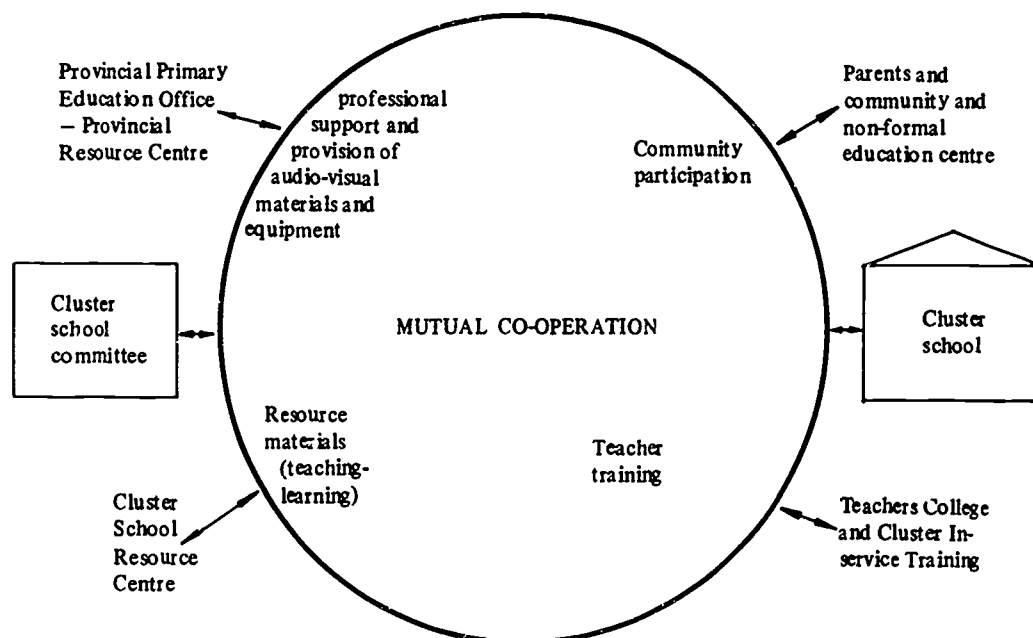 Provincial Primary
Education Office
– Provincial
Resource Centre
professional
support and
provision of
audio-visual
materials and
equipment
Community
participation
Parents and
community and
non-formal
education centre
Cluster
school
committee
MUTUAL CO-OPERATION
Cluster
school
Resource
materials
(teaching-
learning)
Teacher
training
Cluster
School
Resource
Centre
Teachers College
and Cluster In-
service Training